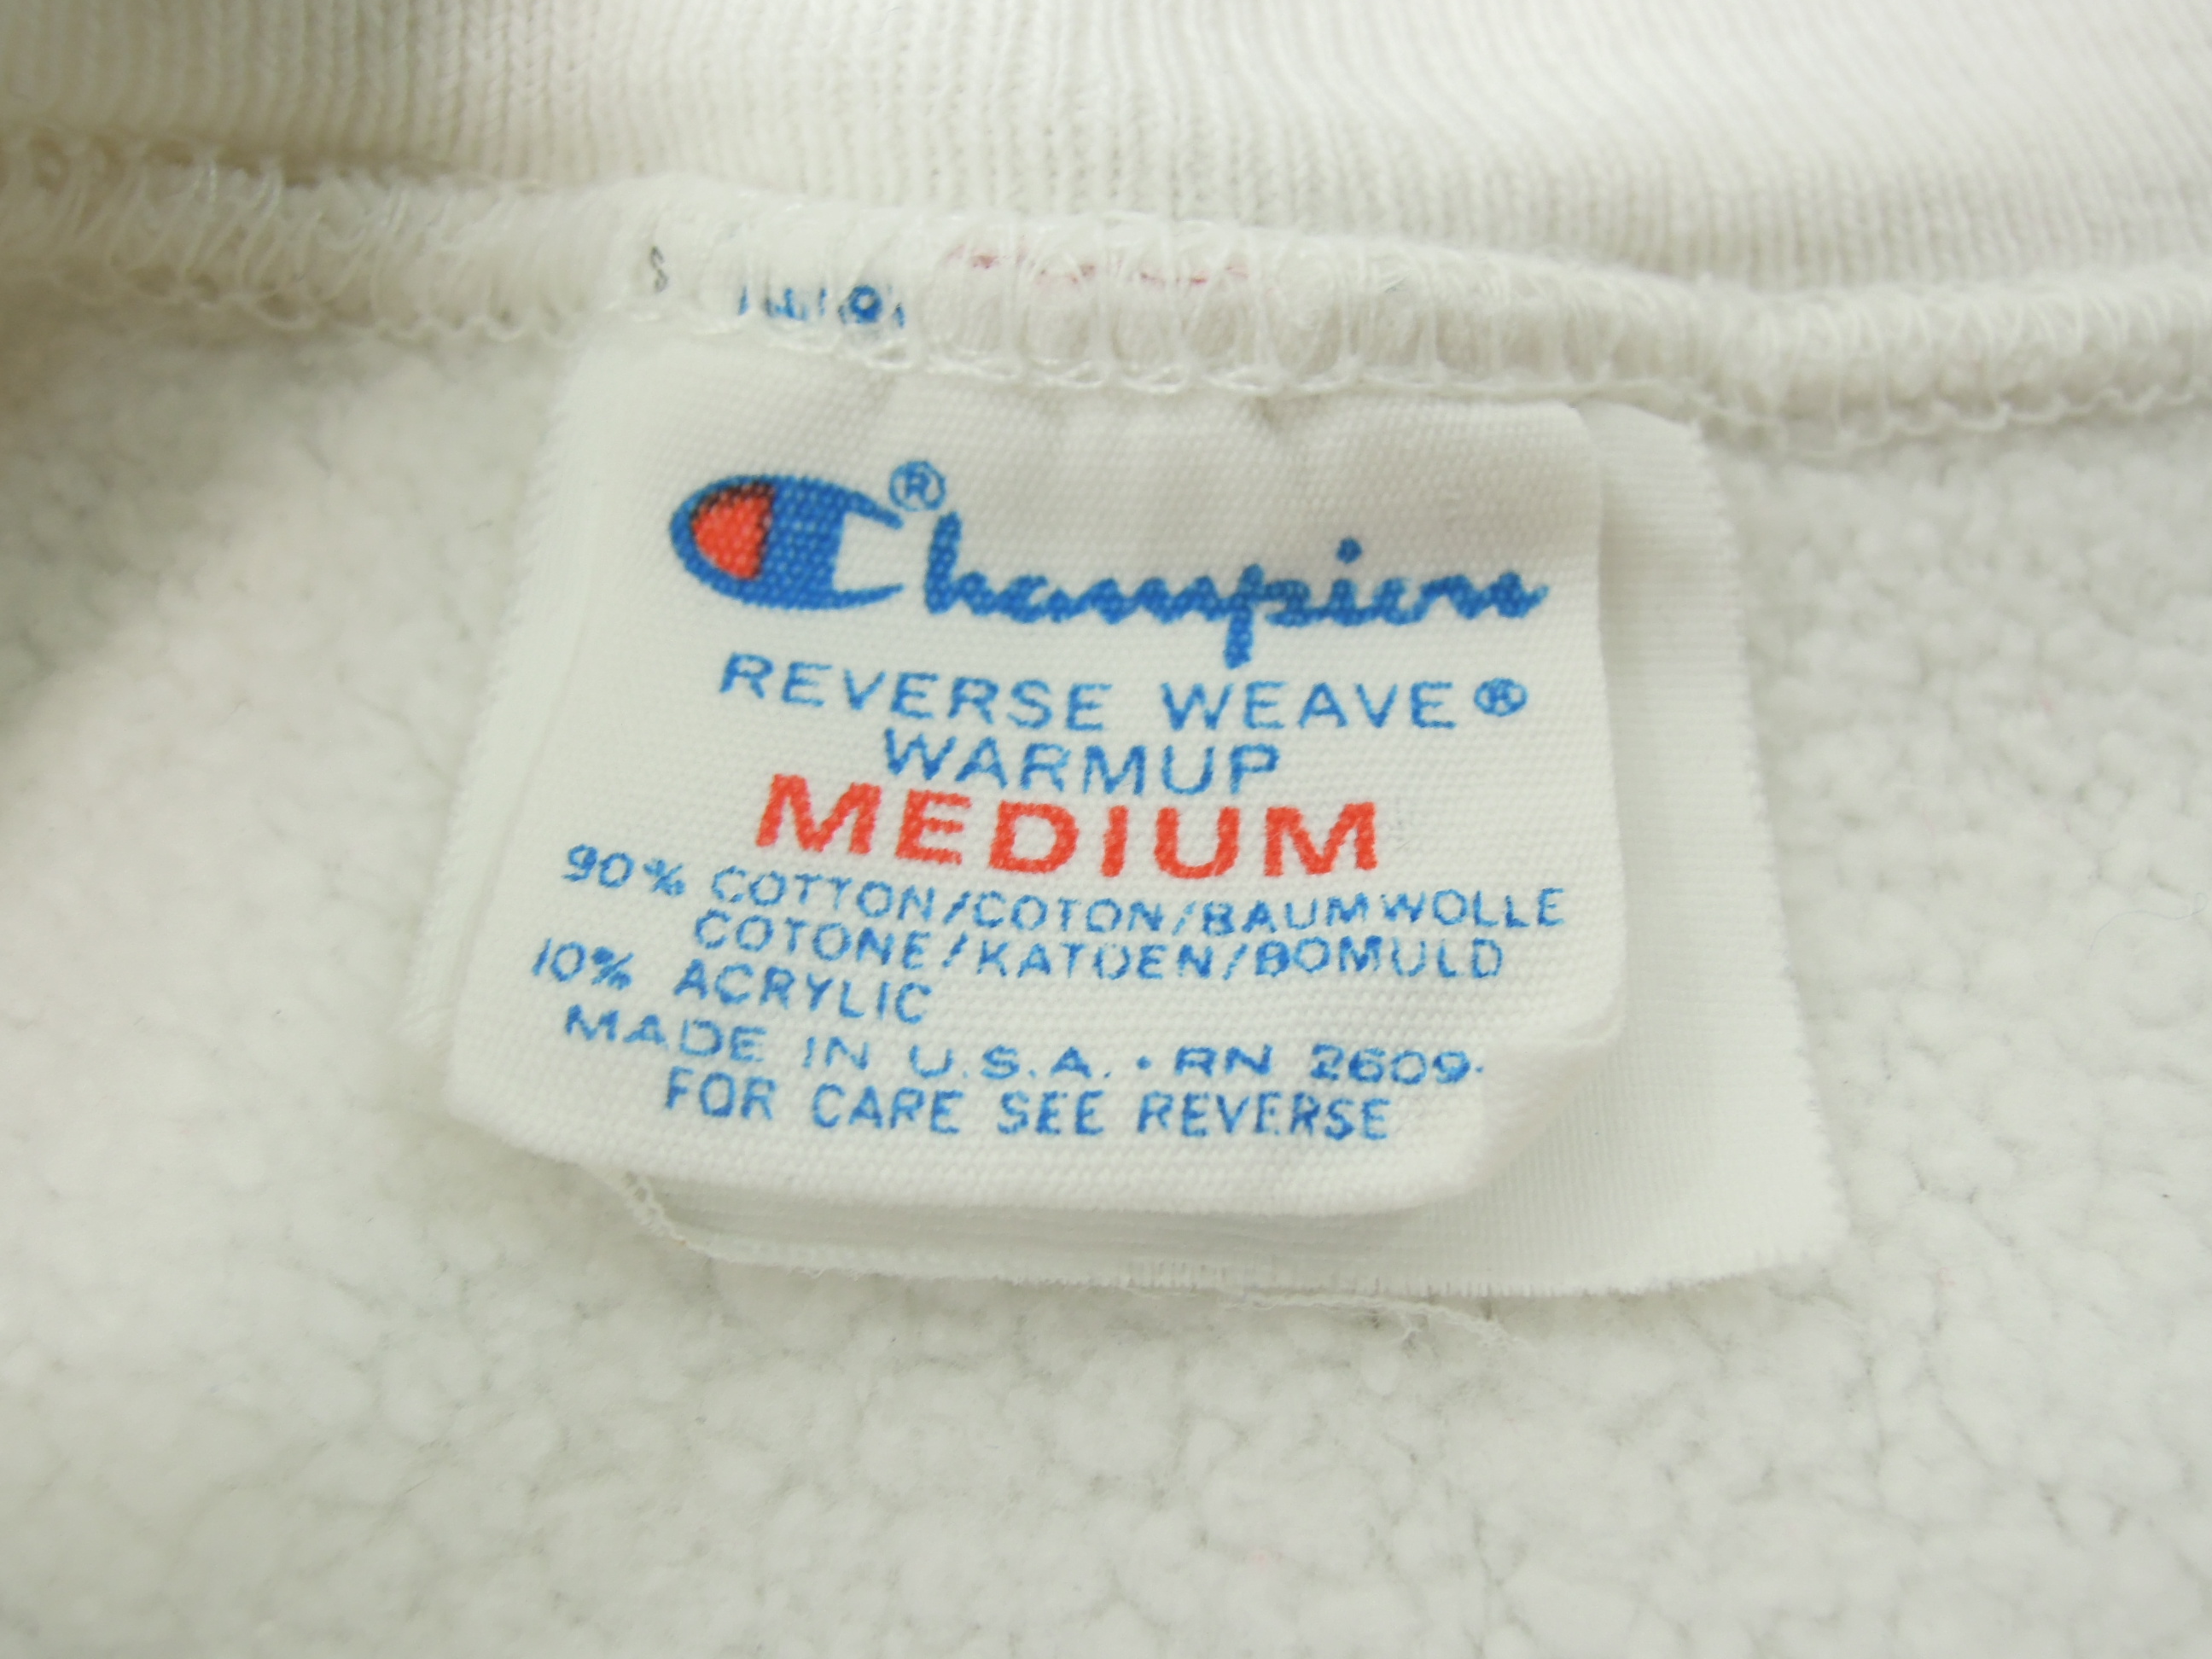 Champion®
REVERSE WEAVE®
WARMUP
MEDIUM
90% COTTON/COTON/BAUMWOLLE
COTONE/KATOEN/BOMULD
10% ACRYLIC
MADE IN U.S.A. • RN 2609.
FOR CARE SEE REVERSE